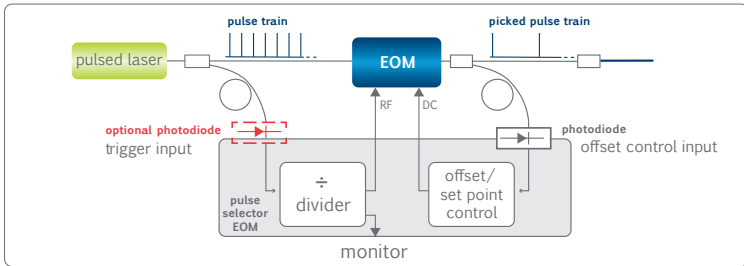 pulse train
picked pulse train
pulsed laser
EOM
RF
DC
optional photodiode
trigger input
photodiode
offset control input
÷
divider
offset/
set point
control
pulse
selector
EOM
monitor